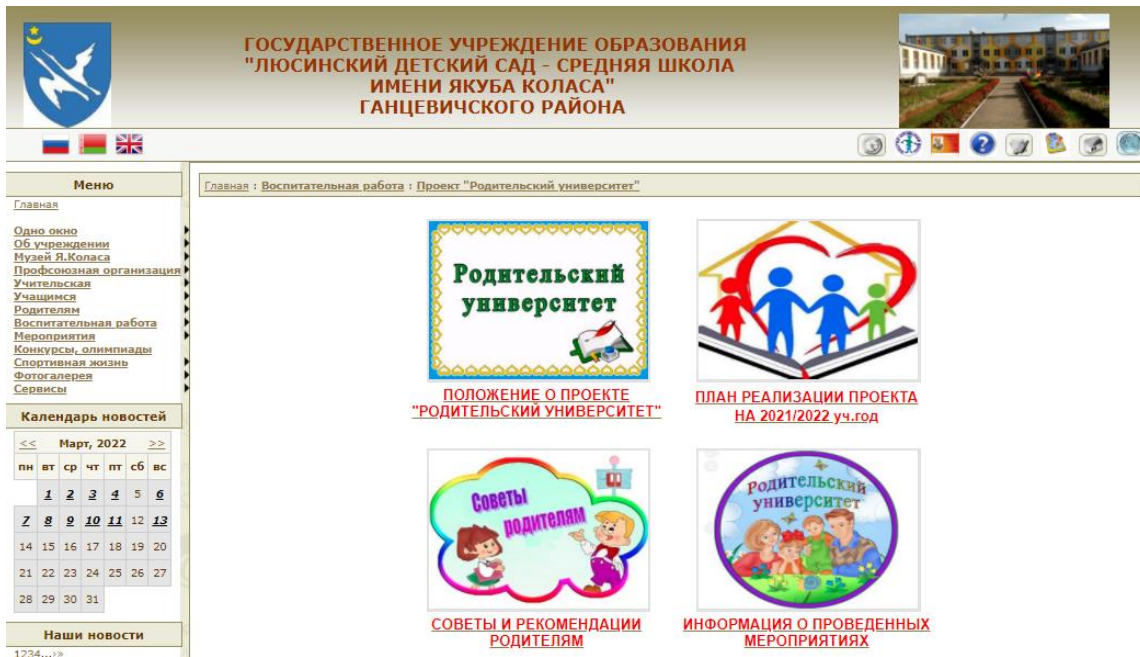 ГОСУДАРСТВЕННОЕ УЧРЕЖДЕНИЕ ОБРАЗОВАНИЯ
"ЛЮСИНСКИЙ ДЕТСКИЙ САД - СРЕДНЯЯ ШКОЛА
ИМЕНИ ЯКУБА КОЛАСА"
ГАНЦЕВИЧСКОГО РАЙОНА
Меню
Главная
Одно окно
Об учреждении
Музей Я.Коласа
Профсоюзная организация
Учительская
Учащимся
Родителям
Воспитательная работа
Мероприятия
Конкурсы, олимпиады
Спортивная жизнь
Фотогалерея
Сервисы
Календарь новостей
<< Март, 2022 >>
пн вт ср чт пт сб вс
1 2 3 4 5 6
7 8 9 10 11 12 13
14 15 16 17 18 19 20
21 22 23 24 25 26 27
28 29 30 31
Наши новости
1234...>»
Главная : Воспитательная работа : Проект "Родительский университет"
Родительский
университет
ПОЛОЖЕНИЕ О ПРОЕКТЕ
"РОДИТЕЛЬСКИЙ УНИВЕРСИТЕТ"
ПЛАН РЕАЛИЗАЦИИ ПРОЕКТА
НА 2021/2022 уч.год
Советы
родителям
СОВЕТЫ И РЕКОМЕНДАЦИИ
РОДИТЕЛЯМ
Родительский
университет
ИНФОРМАЦИЯ О ПРОВЕДЕННЫХ
МЕРОПРИЯТИЯХ